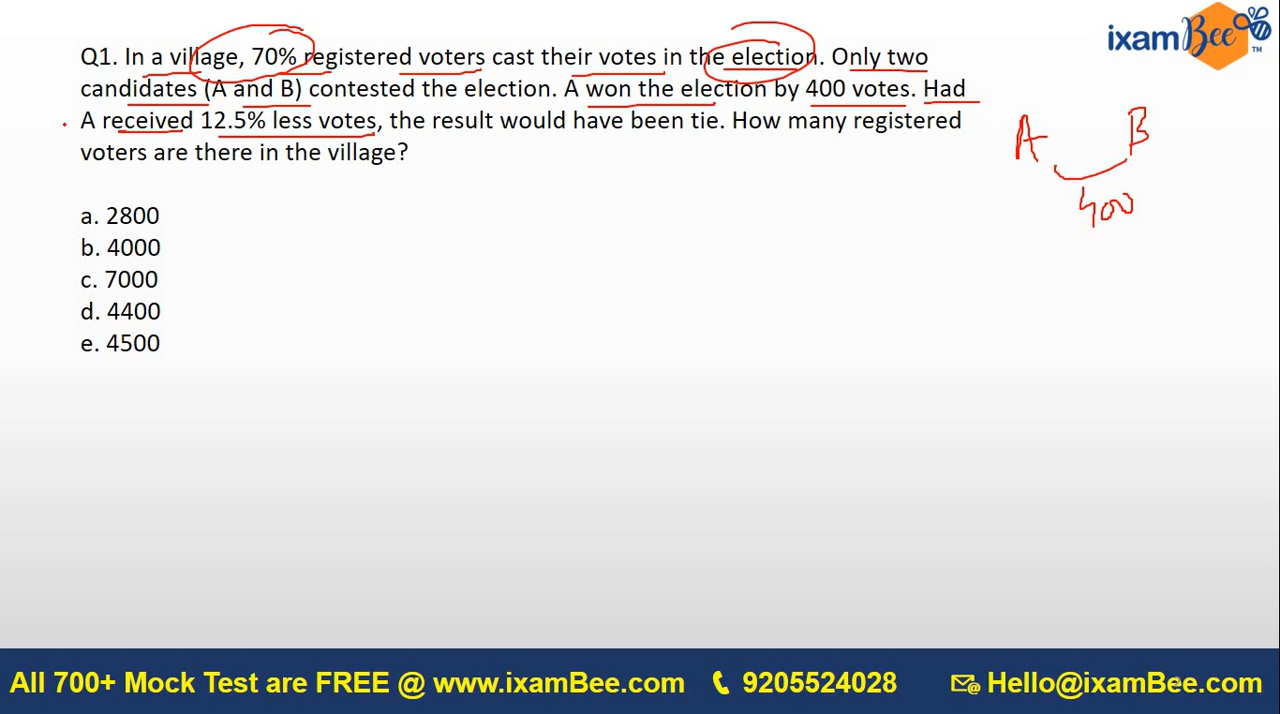 ixamBee™
Q1. In a village, 70% registered voters cast their votes in the election. Only two
candidates (A and B) contested the election. A won the election by 400 votes. Had
A received 12.5% less votes, the result would have been tie. How many registered
voters are there in the village?
A B
400
a. 2800
b. 4000
c. 7000
d. 4400
e. 4500
All 700+ Mock Test are FREE @ www.ixamBee.com 9205524028 Hello@ixamBee.com